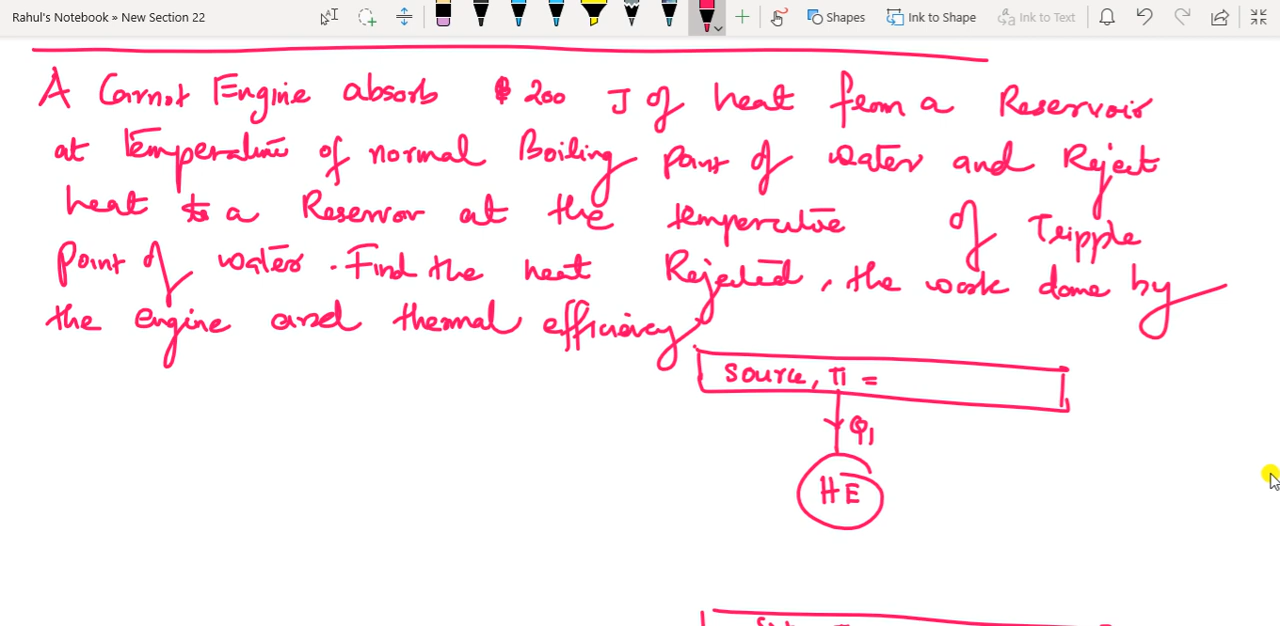 Rahul's Notebook » New Section 22
Shapes
Ink to Shape
Ink to Text
A Carnot Engine absorb 200 J of heat from a Reservoir
at temperature of normal Boiling point of water and Reject
heat to a Reservor at the temperature of Tripple
point of water. Find the heat Rejected, the work done by
the engine and thermal efficiency.
Source, T1 =
Q1
HE